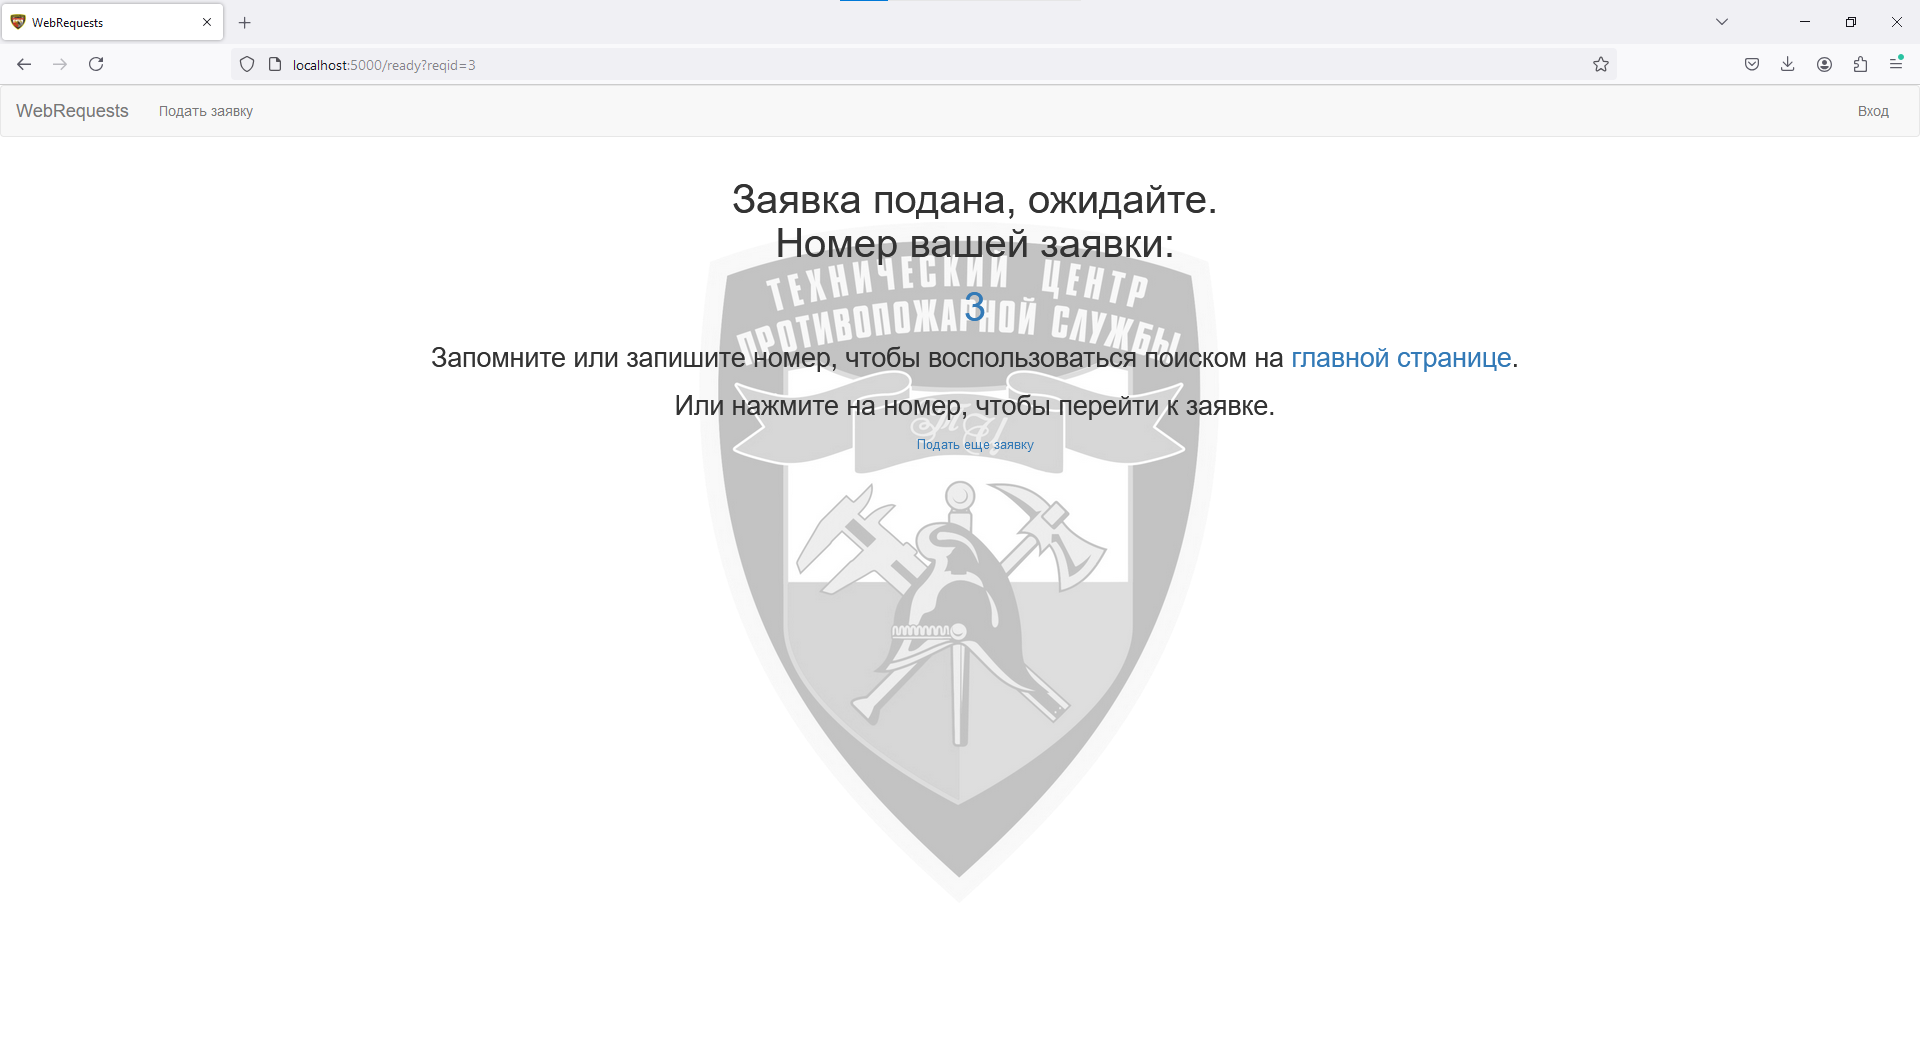 WebRequests
localhost:5000/ready?reqid=3
WebRequests
Подать заявку
Вход
Заявка подана, ожидайте.
Номер вашей заявки:
ТЕХНИЧЕСКИЙ ЦЕНТР
3
ПРОТИВОПОЖАРНОЙ СЛУЖБЫ
Запомните или запишите номер, чтобы воспользоваться поиском на главной странице.
Или нажмите на номер, чтобы перейти к заявке.
Подать еще заявку